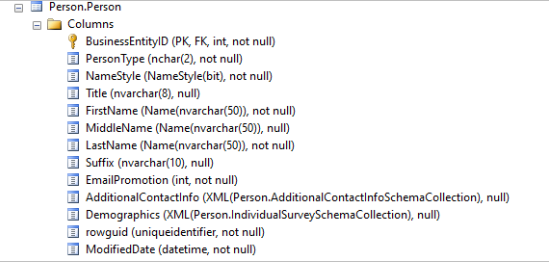 Person.Person
Columns
BusinessEntityID (PK, FK, int, not null)
PersonType (nchar(2), not null)
NameStyle (NameStyle(bit), not null)
Title (nvarchar(8), null)
FirstName (Name(nvarchar(50)), not null)
MiddleName (Name(nvarchar(50)), null)
LastName (Name(nvarchar(50)), not null)
Suffix (nvarchar(10), null)
EmailPromotion (int, not null)
AdditionalContactInfo (XML(Person.AdditionalContactInfoSchemaCollection), null)
Demographics (XML(Person.IndividualSurveySchemaCollection), null)
rowguid (uniqueidentifier, not null)
ModifiedDate (datetime, not null)